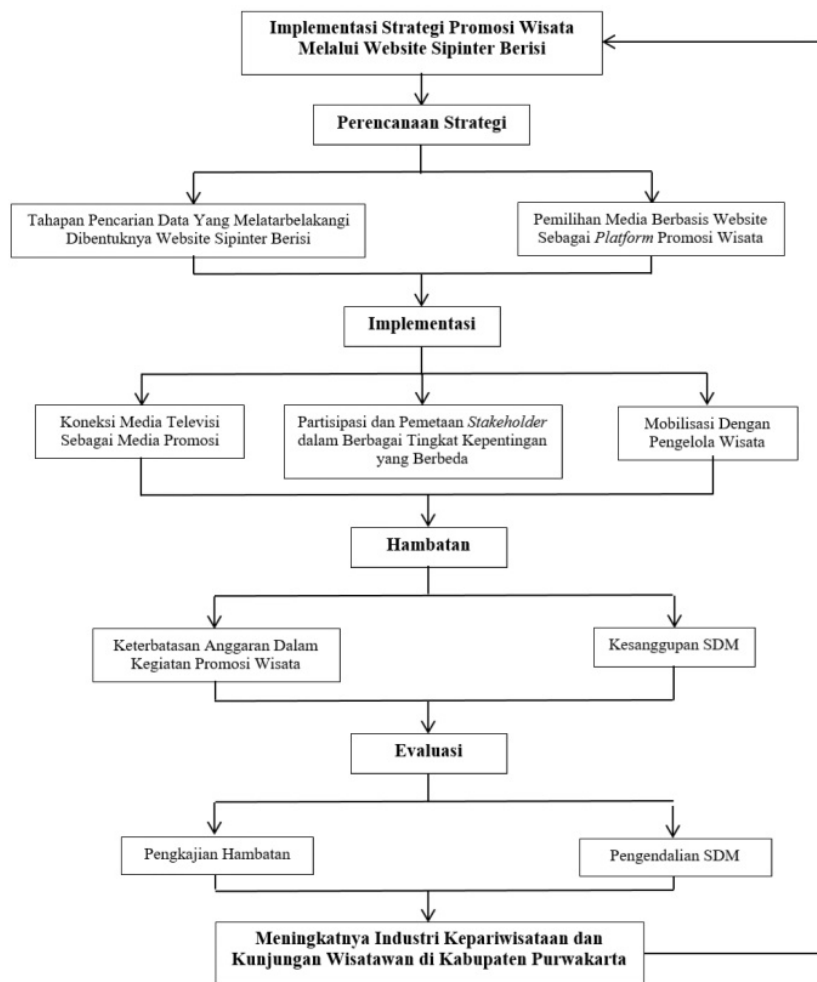 Implementasi Strategi Promosi Wisata
Melalui Website Sipinter Berisi
Perencanaan Strategi
Tahapan Pencarian Data Yang Melatarbelakangi
Dibentuknya Website Sipinter Berisi
Pemilihan Media Berbasis Website
Sebagai Platform Promosi Wisata
Implementasi
Koneksi Media Televisi
Sebagai Media Promosi
Partisipasi dan Pemetaan Stakeholder
dalam Berbagai Tingkat Kepentingan
yang Berbeda
Mobilisasi Dengan
Pengelola Wisata
Hambatan
Keterbatasan Anggaran Dalam
Kegiatan Promosi Wisata
Kesanggupan SDM
Evaluasi
Pengkajian Hambatan
Pengendalian SDM
Meningkatnya Industri Kepariwisataan dan
Kunjungan Wisatawan di Kabupaten Purwakarta